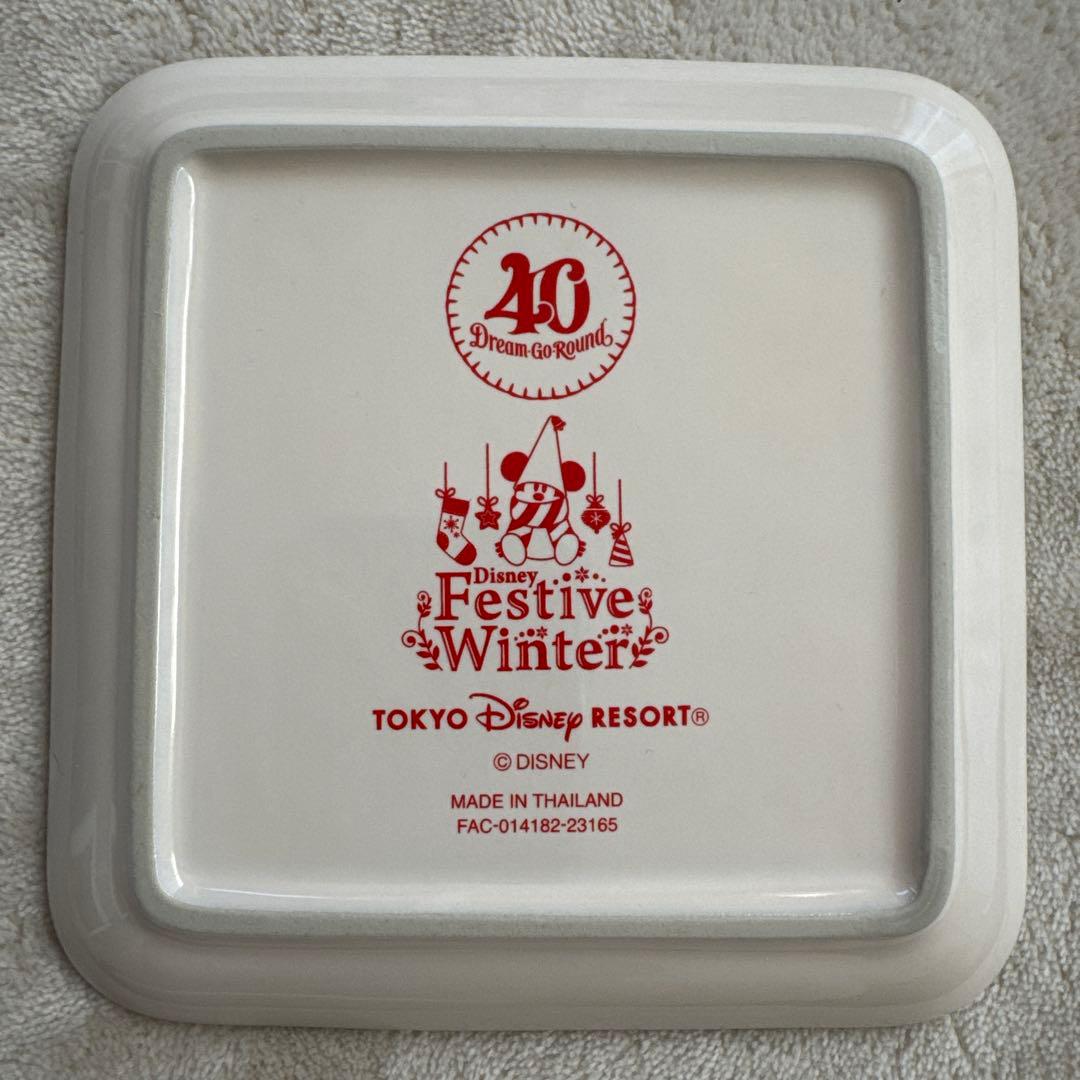 40
Dream-Go-Round
Disney
Festive
Winter
TOKYO Disney RESORT®
© DISNEY
MADE IN THAILAND
FAC-014182-23165